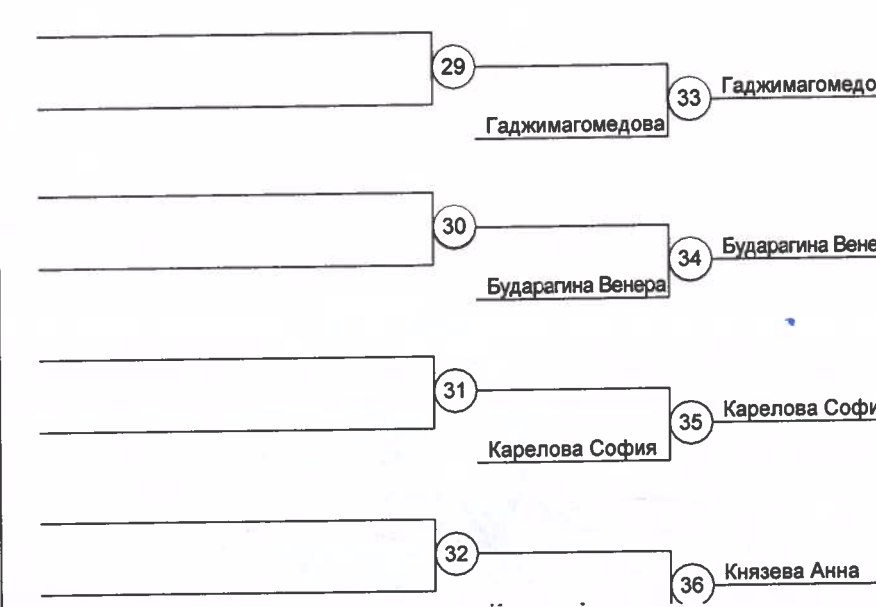 29
33
Гаджимагомедо
Гаджимагомедова
30
34
Бударагина Вене
Бударагина Венера
31
35
Карелова Софи
Карелова София
32
36
Князева Анна